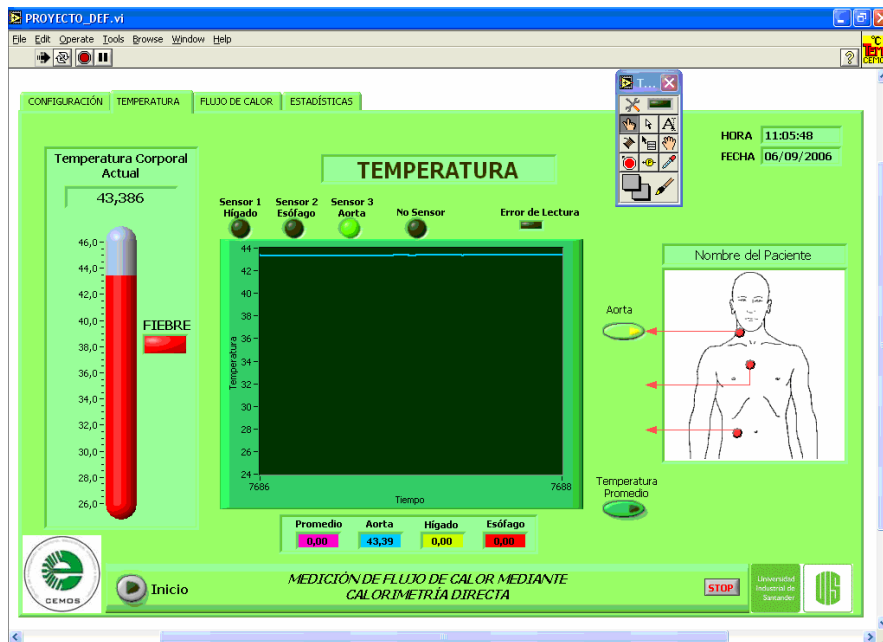 PROYECTO_DEF.vi
File Edit Operate Tools Browse Window Help
?
°C
CEMOS
T...
CONFIGURACIÓN TEMPERATURA FLUJO DE CALOR ESTADÍSTICAS
HORA 11:05:48
FECHA 06/09/2006
Temperatura Corporal
Actual
43,386
46,0
44,0
42,0
40,0
38,0
36,0
34,0
32,0
30,0
28,0
26,0
FIEBRE
TEMPERATURA
Sensor 1
Hígado
Sensor 2
Esófago
Sensor 3
Aorta
No Sensor
Error de Lectura
44
42
40
38
36
34
32
30
28
26
24
Temperatura
7686
7688
Tiempo
Promedio Aorta Hígado Esófago
0,00 43,39 0,00 0,00
Nombre del Paciente
Aorta
Temperatura
Promedio
CEMOS
Inicio
MEDICIÓN DE FLUJO DE CALOR MEDIANTE
CALORIMETRÍA DIRECTA
STOP
Universidad
Industrial de
Santander